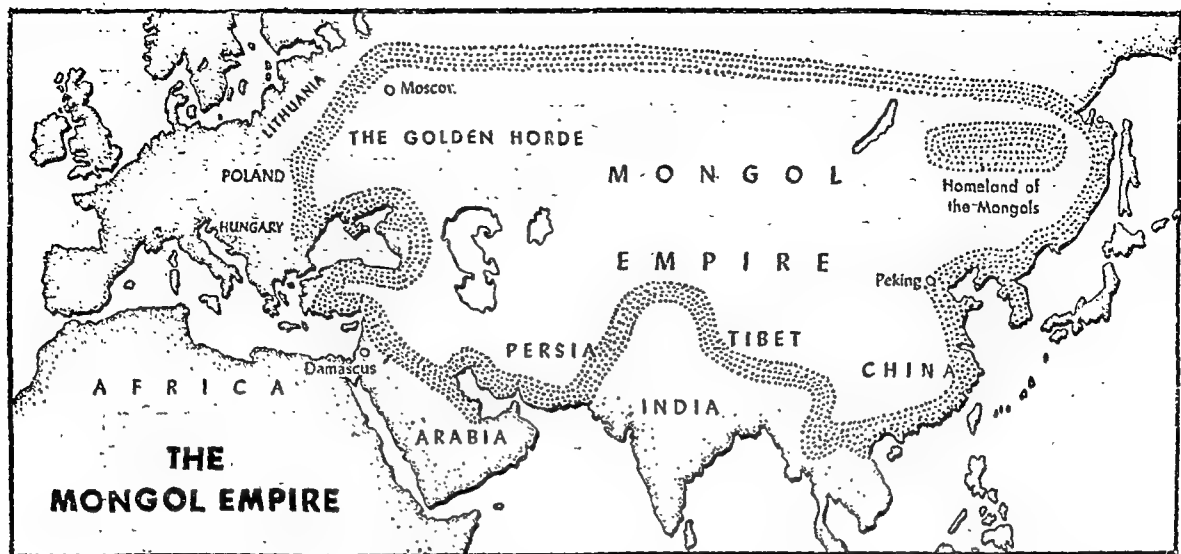 LITHUANIA
Moscov.
THE GOLDEN HORDE
POLAND
HUNGARY
MONGOL
EMPIRE
Homeland of
the Mongols
Peking
PERSIA
TIBET
CHINA
Damascus
AFRICA
INDIA
ARABIA
THE
MONGOL EMPIRE